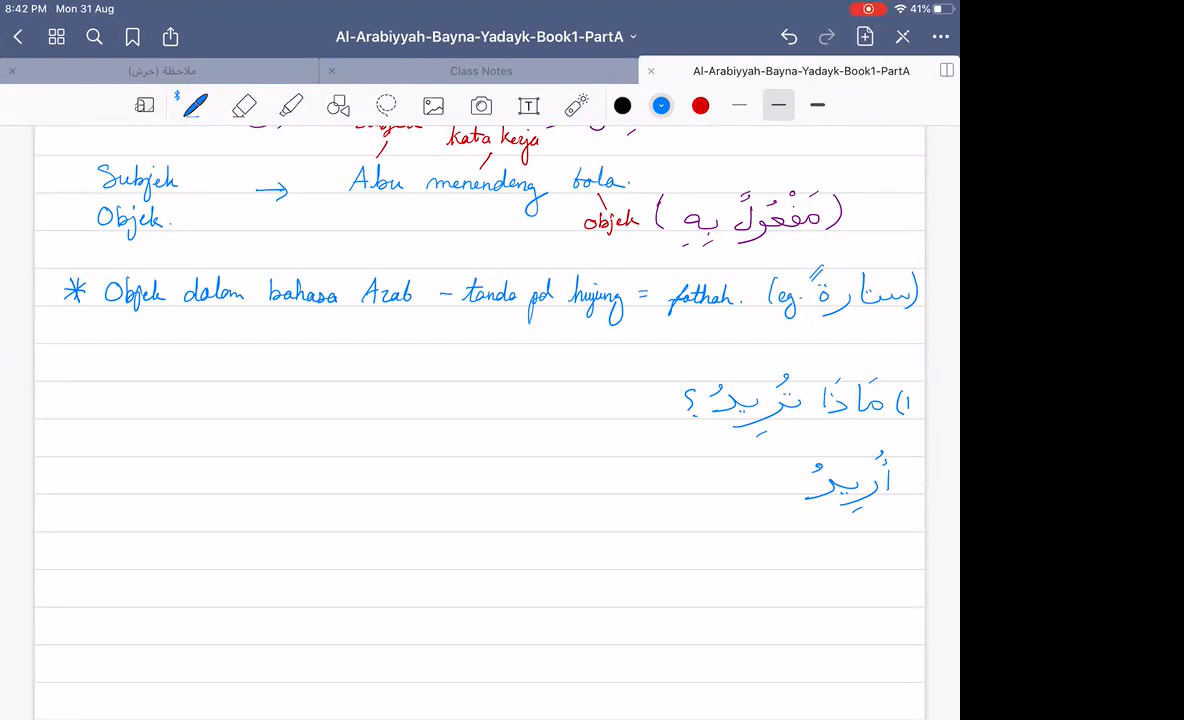 8:42 PM Mon 31 Aug
41%
Al-Arabiyyah-Bayna-Yadayk-Book1-PartA
ملاحظة (حرش)
Class Notes
Al-Arabiyyah-Bayna-Yadayk-Book1-PartA
kata kerja
Subjek → Abu menendeng bola.
Objek. objek (مَفْعُولً بِهِ)
* Objek dalam bahasa Arab - tanda pd hujung = fathah. (eg. ستارةً)
١) مَاذَا تُرِيدُ ؟
أُرِيدُ